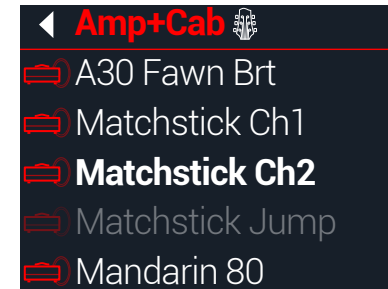 Amp+Cab
A30 Fawn Brt
Matchstick Ch1
Matchstick Ch2
Matchstick Jump
Mandarin 80